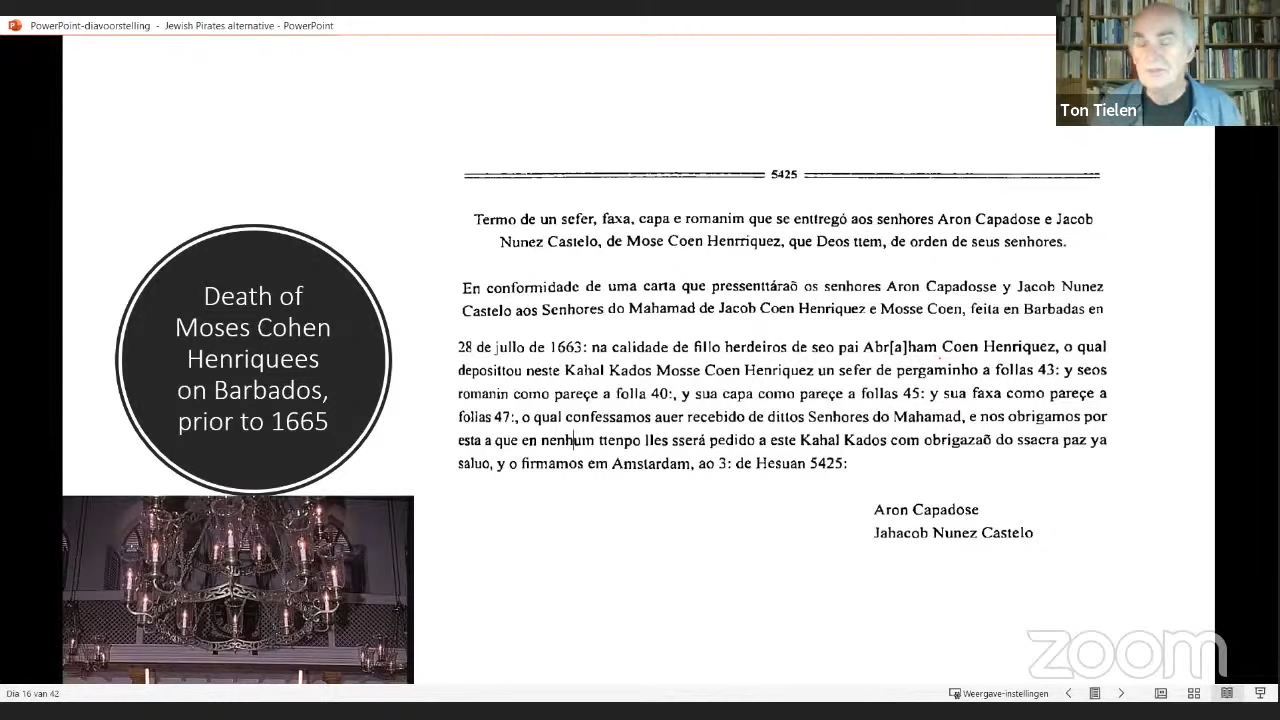 PowerPoint-diavoorstelling - Jewish Pirates alternative - PowerPoint
Ton Tielen
5425
Termo de un sefer, faxa, capa e romanim que se enttregó aos senhores Aron Capadose e Jacob
Nunez Castelo, de Mose Coen Henrriquez, que Deos ttem, de orden de seus senhores.
En conformidade de uma carta que pressenttáraõ os senhores Aron Capadosse y Jacob Nunez
Castelo aos Senhores do Mahamad de Jacob Coen Henriquez e Mosse Coen, feita en Barbadas en
28 de jullo de 1663: na calidade de fillo herdeiros de seo pai Abr[a]ham Coen Henriquez, o qual
deposittou neste Kahal Kados Mosse Coen Henriquez un sefer de pergaminho a follas 43: y seos
romanin como pareçe a folla 40:, y sua capa como pareçe a follas 45: y sua faxa como pareçe a
follas 47:, o qual confessamos auer recebido de dittos Senhores do Mahamad, e nos obrigamos por
esta a que en nenhum ttenpo lles sserá pedido a este Kahal Kados com obrigazaõ do ssacra paz ya
saluo, y o firmamos em Amstardam, ao 3: de Hesuan 5425:
Aron Capadose
Jahacob Nunez Castelo
Death of
Moses Cohen
Henriquees
on Barbados,
prior to 1665
zoom
Dia 16 van 42
Weergave-instellingen